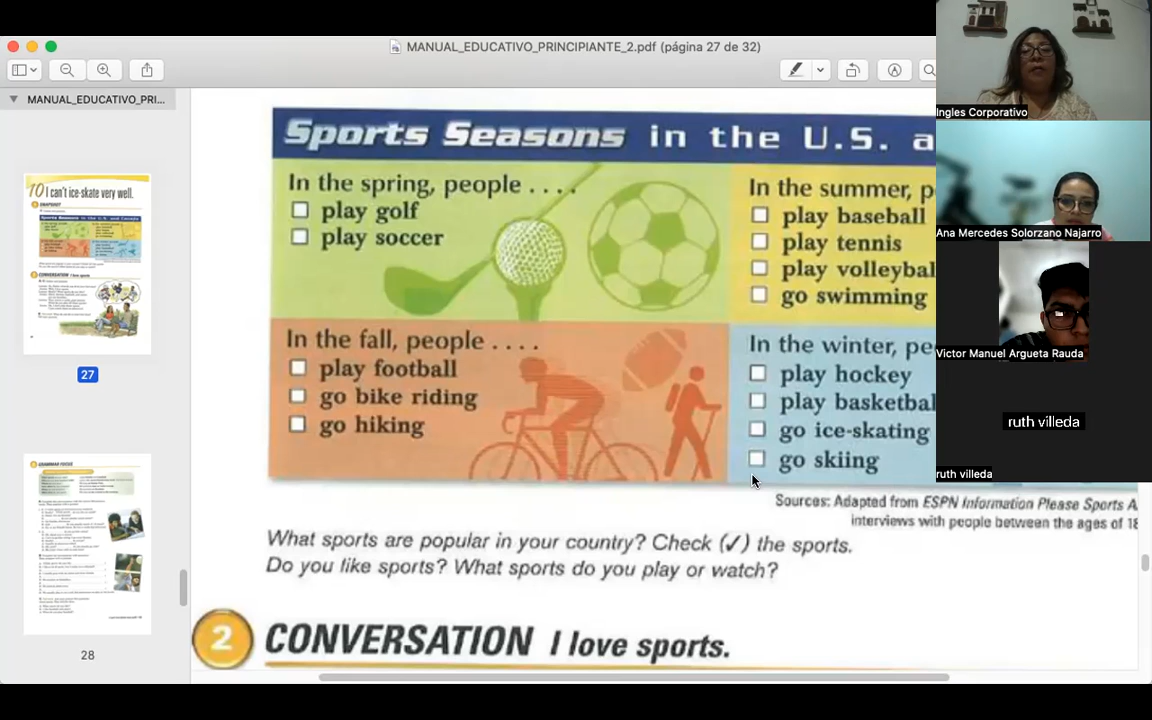 MANUAL_EDUCATIVO_PRINCIPIANTE_2.pdf (página 27 de 32)
MANUAL_EDUCATIVO_PRI...
10 I can't ice-skate very well.
27
28
Sports Seasons in the U.S. a
In the spring, people . . . .
play golf
play soccer
In the summer, p
play baseball
play tennis
play volleybal
go swimming
In the fall, people . . . .
play football
go bike riding
go hiking
In the winter, pe
play hockey
play basketbal
go ice-skating
go skiing
Sources: Adapted from ESPN Information Please Sports A
interviews with people between the ages of 18
What sports are popular in your country? Check (✓) the sports.
Do you like sports? What sports do you play or watch?
2 CONVERSATION I love sports.
Ingles Corporativo
Ana Mercedes Solorzano Najarro
Victor Manuel Argueta Rauda
ruth villeda
ruth villeda